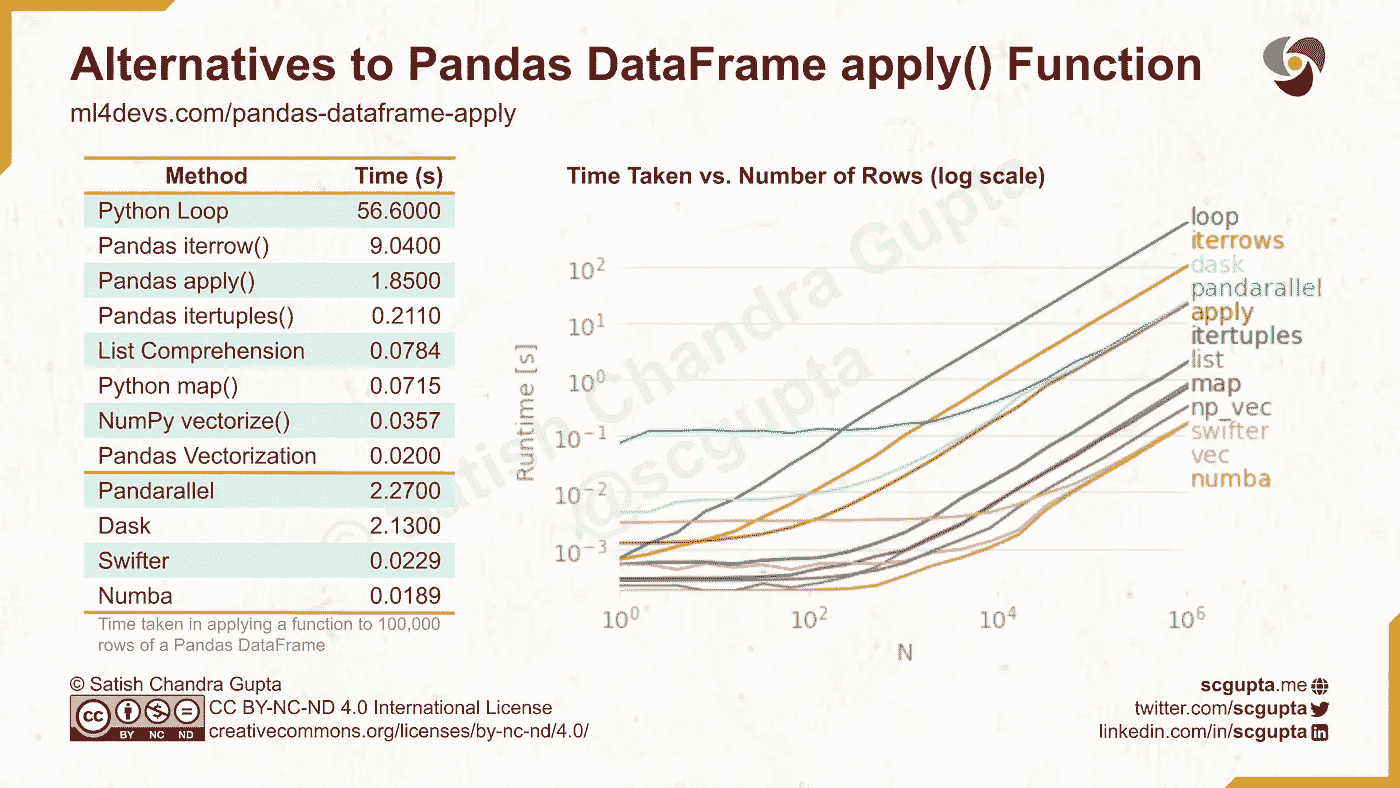 Alternatives to Pandas DataFrame apply() Function
ml4devs.com/pandas-dataframe-apply
Method Time (s)
Python Loop 56.6000
Pandas iterrow() 9.0400
Pandas apply() 1.8500
Pandas itertuples() 0.2110
List Comprehension 0.0784
Python map() 0.0715
NumPy vectorize() 0.0357
Pandas Vectorization 0.0200
Pandarallel 2.2700
Dask 2.1300
Swifter 0.0229
Numba 0.0189
Time taken in applying a function to 100,000
rows of a Pandas DataFrame
Time Taken vs. Number of Rows (log scale)
Runtime [s]
10²
10¹
10⁰
10⁻¹
10⁻²
10⁻³
10⁰ 10² 10⁴ 10⁶
N
loop
iterrows
dask
pandarallel
apply
itertuples
list
map
np_vec
swifter
vec
numba
© Satish Chandra Gupta
@scgupta
© Satish Chandra Gupta
cc BY NC ND
CC BY-NC-ND 4.0 International License
creativecommons.org/licenses/by-nc-nd/4.0/
scgupta.me
twitter.com/scgupta
linkedin.com/in/scgupta